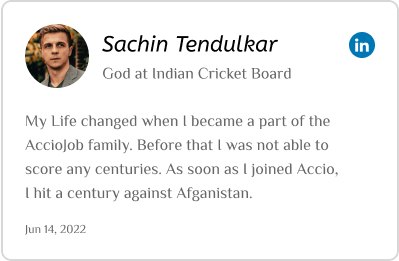 Sachin Tendulkar
in
God at Indian Cricket Board
My Life changed when I became a part of the
AccioJob family. Before that I was not able to
score any centuries. As soon as I joined Accio,
I hit a century against Afganistan.
Jun 14, 2022